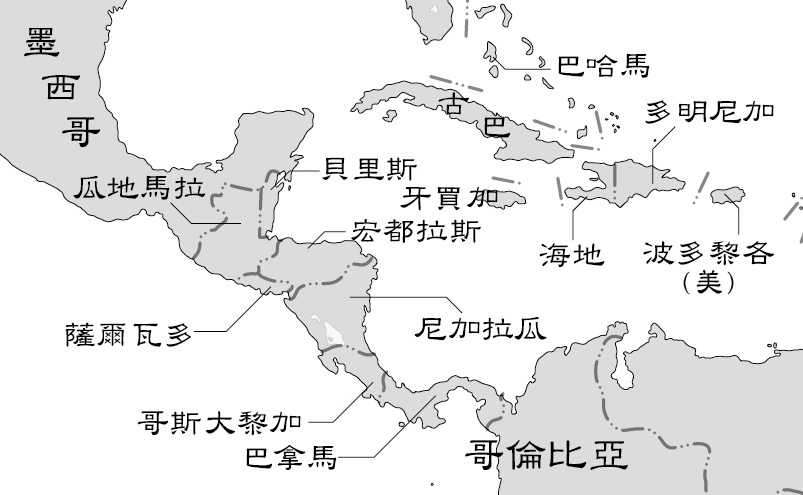 墨西哥
巴哈馬
古巴
多明尼加
貝里斯
瓜地馬拉
牙買加
宏都拉斯
海地
波多黎各
（美）
薩爾瓦多
尼加拉瓜
哥斯大黎加
巴拿馬
哥倫比亞